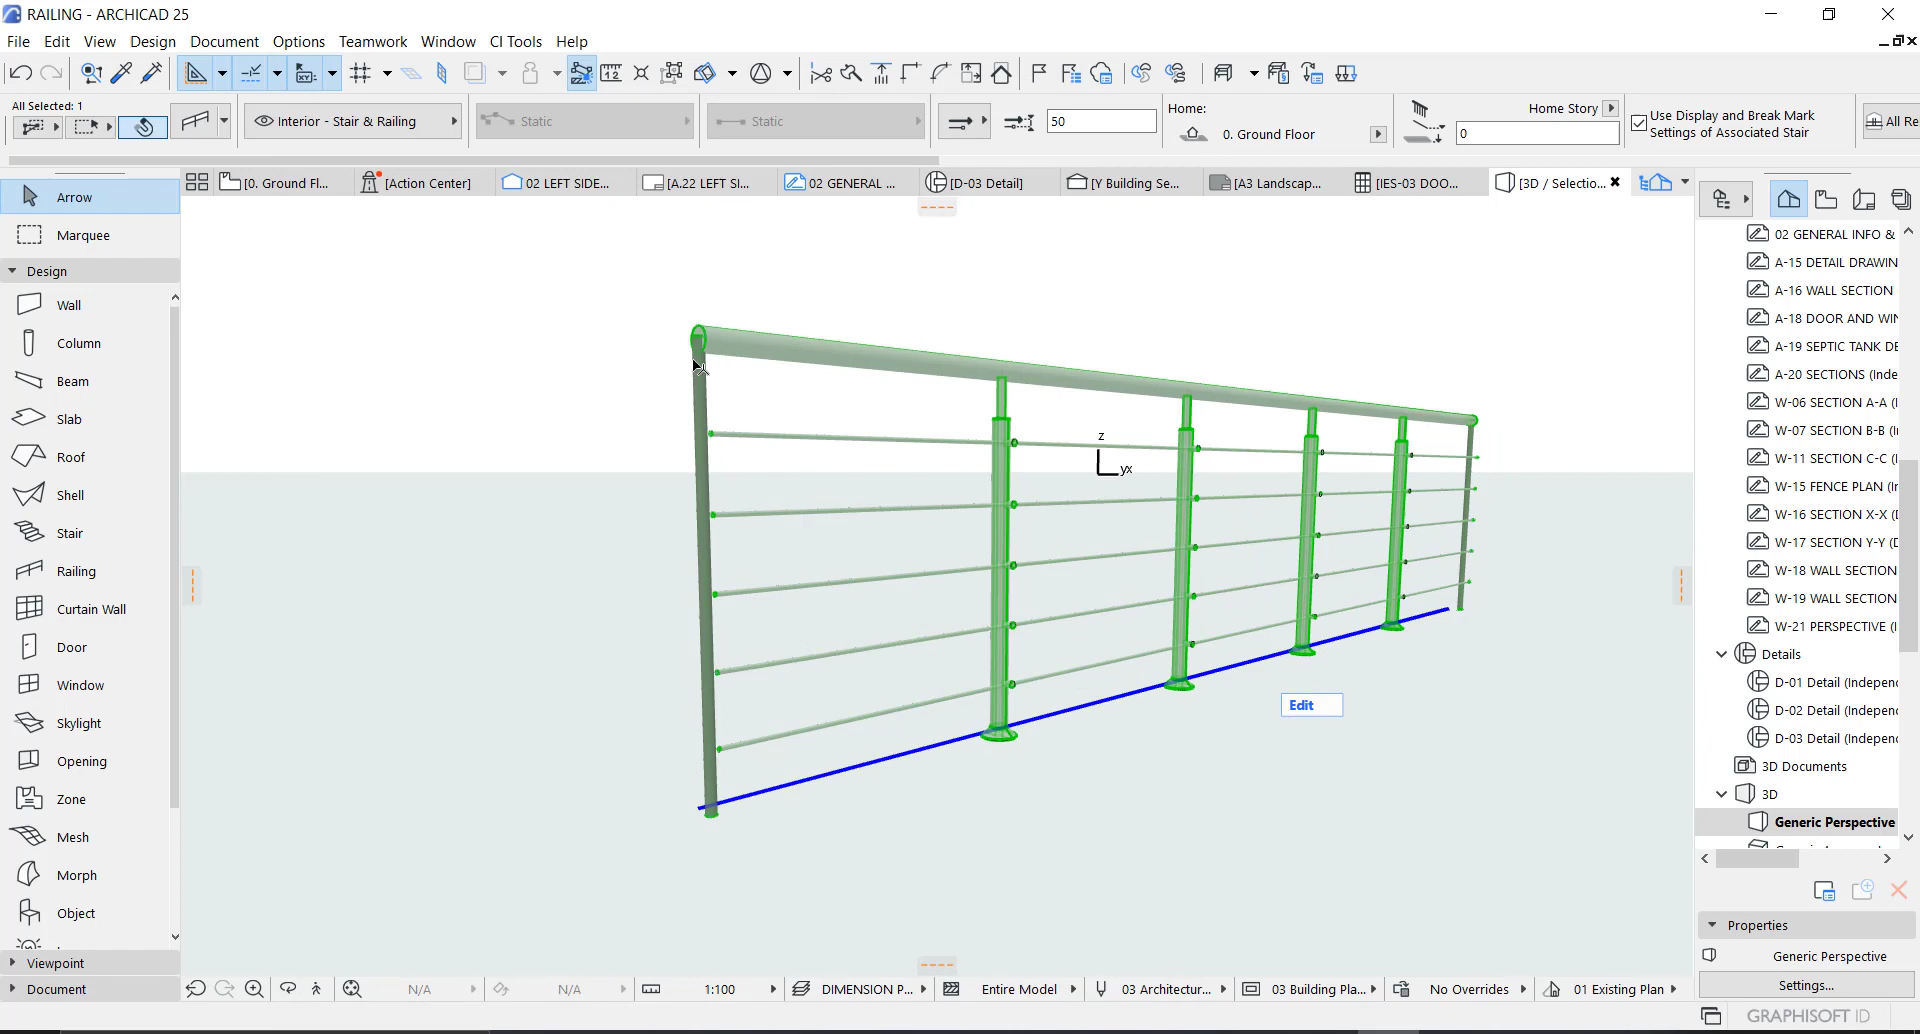 RAILING - ARCHICAD 25
File Edit View Design Document Options Teamwork Window CI Tools Help
All Selected: 1
Interior - Stair & Railing
Static
Static
50
Home:
0. Ground Floor
Home Story
0
Use Display and Break Mark
Settings of Associated Stair
All Re
[0. Ground Fl...
[Action Center]
02 LEFT SIDE...
[A.22 LEFT SI...
02 GENERAL ...
[D-03 Detail]
[Y Building Se...
[A3 Landscap...
[IES-03 DOO...
[3D / Selectio...
Arrow
Marquee
Design
Wall
Column
Beam
Slab
Roof
Shell
Stair
Railing
Curtain Wall
Door
Window
Skylight
Opening
Zone
Mesh
Morph
Object
Viewpoint
Document
z
yx
Edit
02 GENERAL INFO &
A-15 DETAIL DRAWIN
A-16 WALL SECTION
A-18 DOOR AND WIN
A-19 SEPTIC TANK DE
A-20 SECTIONS (Inde
W-06 SECTION A-A (I
W-07 SECTION B-B (I
W-11 SECTION C-C (I
W-15 FENCE PLAN (In
W-16 SECTION X-X (D
W-17 SECTION Y-Y (D
W-18 WALL SECTION
W-19 WALL SECTION
W-21 PERSPECTIVE (I
Details
D-01 Detail (Indepen
D-02 Detail (Indepen
D-03 Detail (Indepen
3D Documents
3D
Generic Perspective
Properties
Generic Perspective
Settings...
N/A
N/A
1:100
DIMENSION P...
Entire Model
03 Architectur...
03 Building Pla...
No Overrides
01 Existing Plan
GRAPHISOFT ID